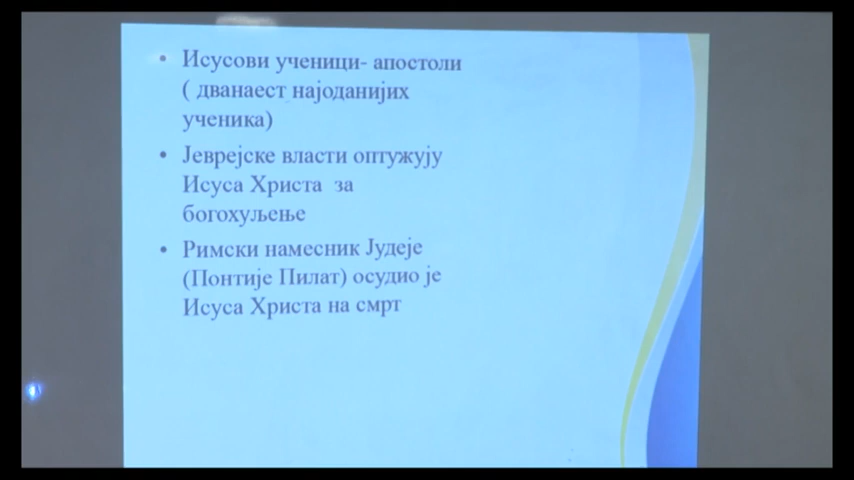 • Исусови ученици- апостоли
( дванаест најоданијих
ученика)
• Јеврејске власти оптужују
Исуса Христа за
богохуљење
• Римски намесник Јудеје
(Понтије Пилат) осудио је
Исуса Христа на смрт